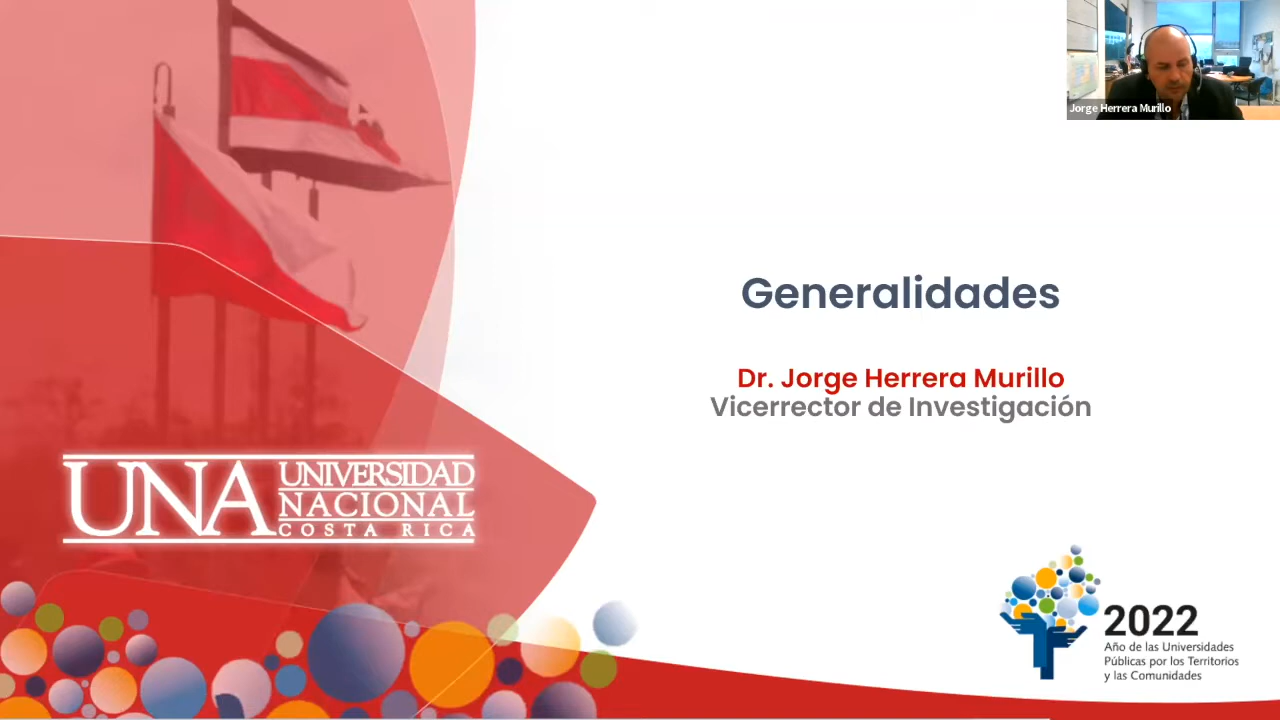 Jorge Herrera Murillo
Generalidades
Dr. Jorge Herrera Murillo
Vicerrector de Investigación
UNA
UNIVERSIDAD
NACIONAL
COSTA RICA
2022
Año de las Universidades
Públicas por los Territorios
y las Comunidades